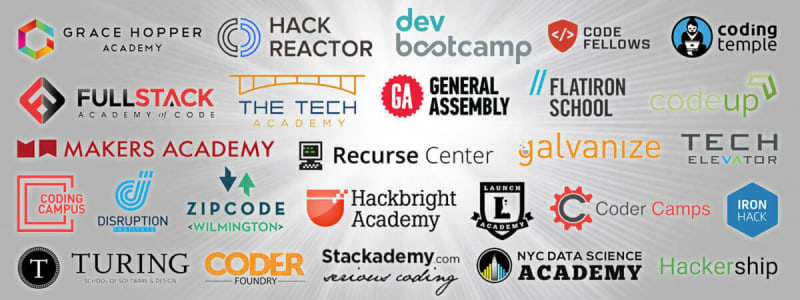 GRACE HOPPER
ACADEMY
HACK
REACTOR
dev
bootcamp
CODE
FELLOWS
coding
temple
FULLSTACK
ACADEMY of CODE
THE TECH
ACADEMY
GA
GENERAL
ASSEMBLY
// FLATIRON
SCHOOL
codeup
MAKERS ACADEMY
Recurse Center
galvanize
TECH
ELEVATOR
CODING
CAMPUS
DISRUPTION
INSTITUTE
ZIPCODE
<WILMINGTON>
Hackbright
Academy
LAUNCH
L
ACADEMY
C
Coder Camps
IRON
HACK
T
TURING
SCHOOL OF SOFTWARE & DESIGN
CODER
FOUNDRY
Stackademy.com
serious coding
NYC DATA SCIENCE
ACADEMY
Hackership